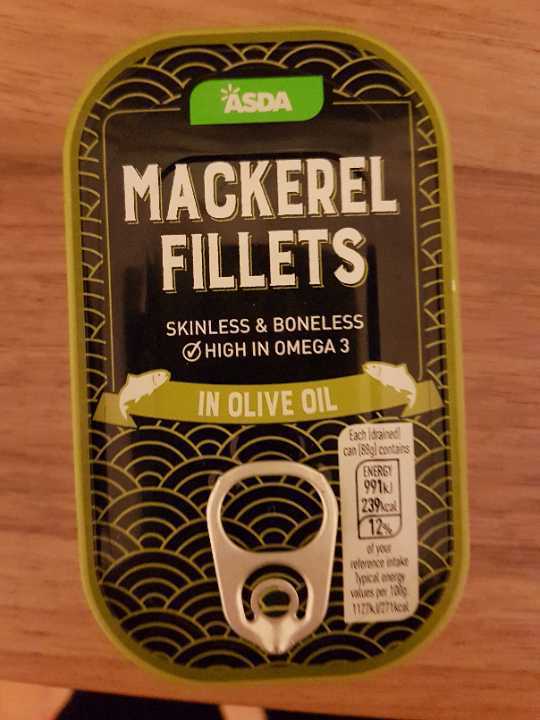 ASDA
MACKEREL
FILLETS
SKINLESS & BONELESS
HIGH IN OMEGA 3
IN OLIVE OIL
Each (drained)
can (88g) contains
ENERGY
991kJ
239kcal
12%
of your
reference intake
Typical energy
values per 100g:
1127kJ/271kcal